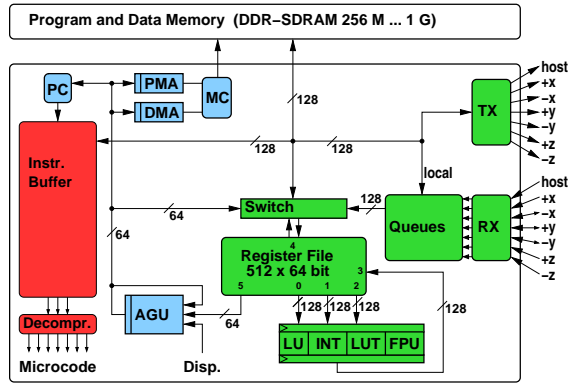 Program and Data Memory (DDR−SDRAM 256 M ... 1 G)
host
+x
−x
+y
−y
+z
−z
PC
PMA
DMA
MC
TX
128
128
128
local
Instr.
Buffer
64
64
Switch
128
Queues
RX
host
+x
−x
+y
−y
+z
−z
4
Register File
512 x 64 bit
3
5
0
1
2
128
128
128
128
64
AGU
Decompr.
LU
INT
LUT
FPU
Microcode
Disp.